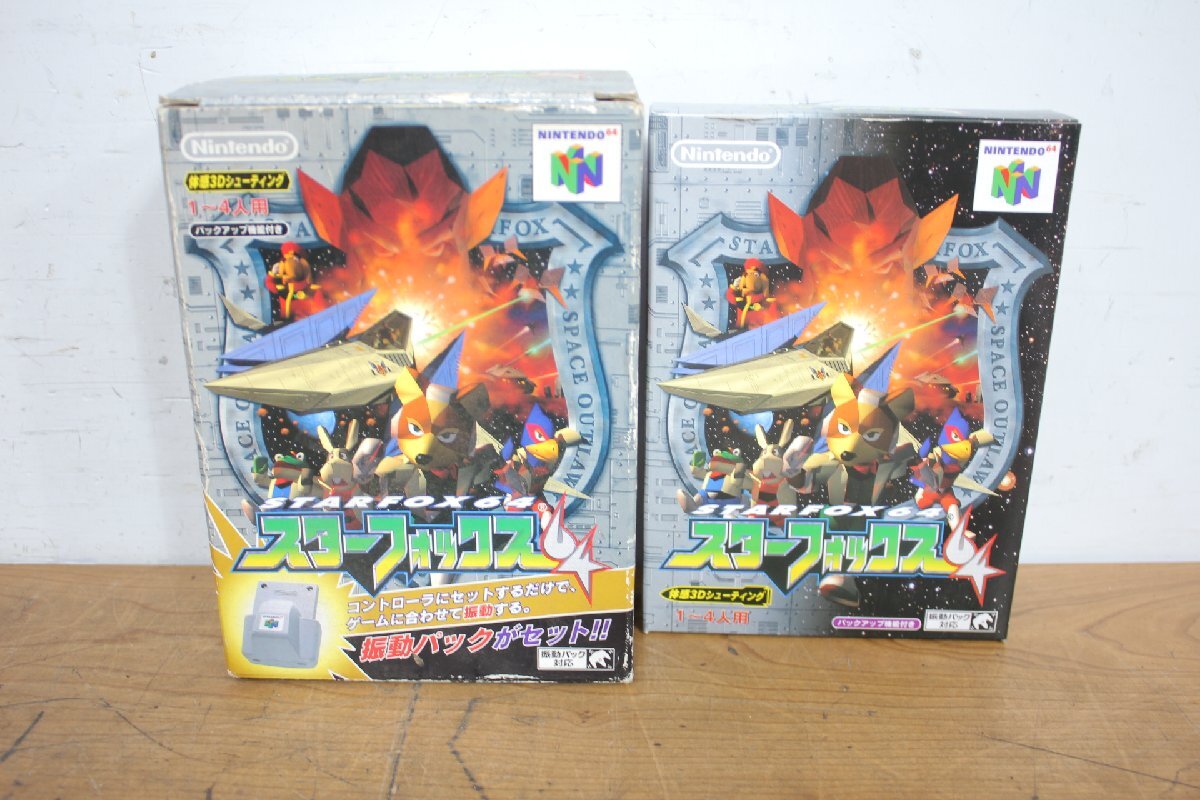 Nintendo
NINTENDO 64
体感3Dシューティング
1〜4人用
バックアップ機能付き
STARFOX
SPACE OUTLAW
STARFOX64
スターフォックス64
コントローラにセットするだけで、
ゲームに合わせて振動する。
振動パックがセット!!
振動パック
対応
Nintendo
NINTENDO 64
STARFOX
SPACE OUTLAW
STARFOX64
スターフォックス64
体感3Dシューティング
1〜4人用
バックアップ機能付き
振動パック
対応